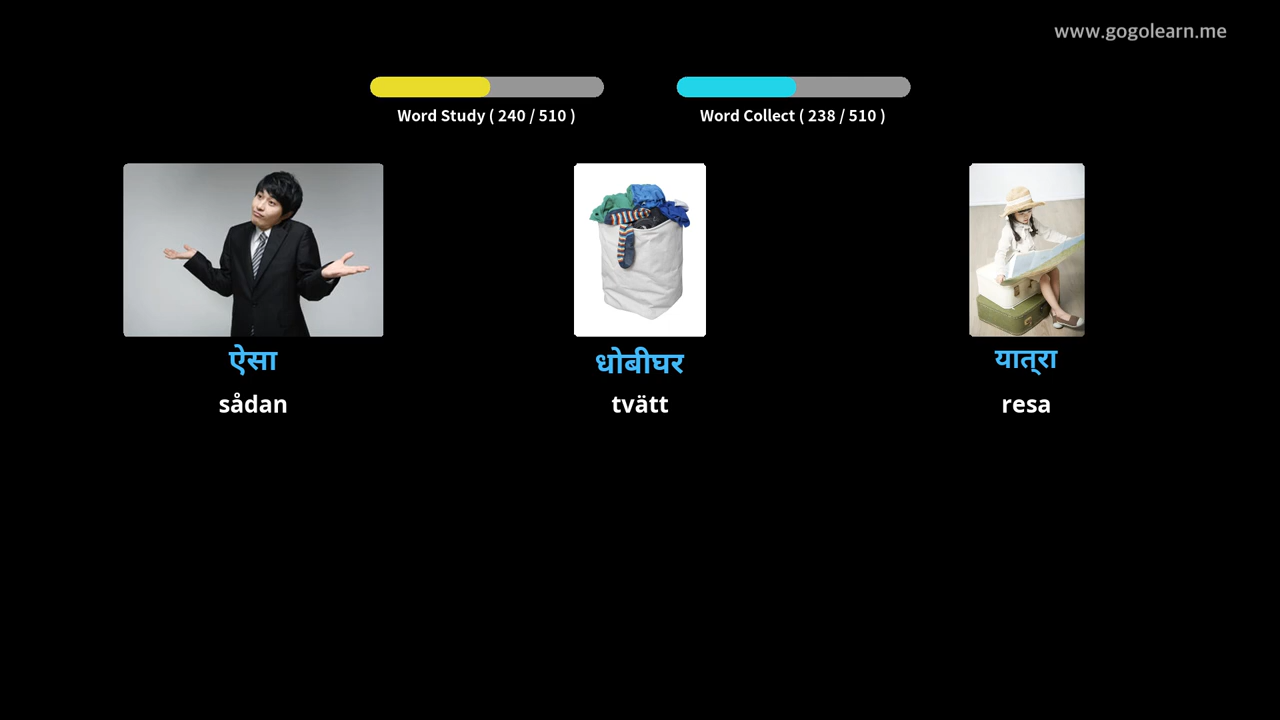 www.gogolearn.me
Word Study ( 240 / 510 )
Word Collect ( 238 / 510 )
ऐसा
धोबीघर
यात्रा
sådan
tvätt
resa